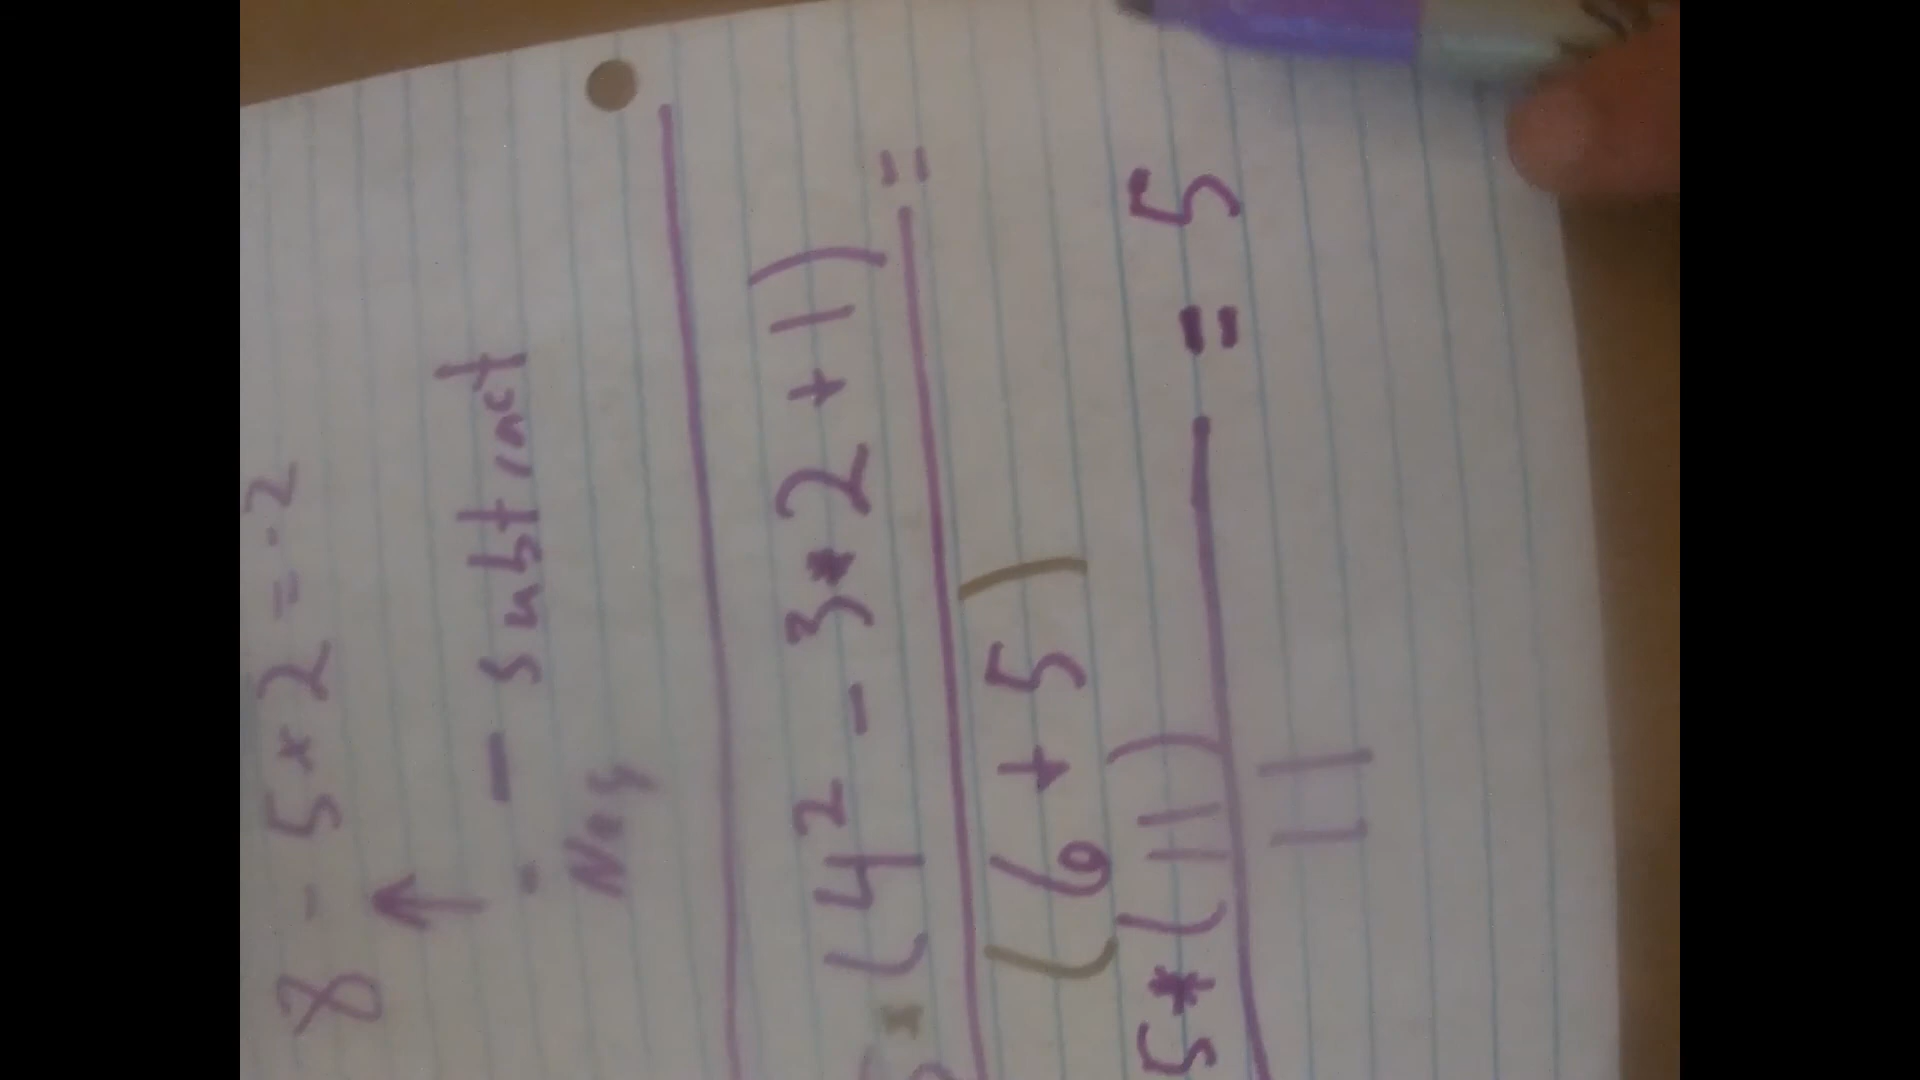 8 - 5 * 2 = -2
- subtract
• Neg
* (4² - 3 * 2 + 1)
=
(6 + 5)
5 * (11)
= 5
11